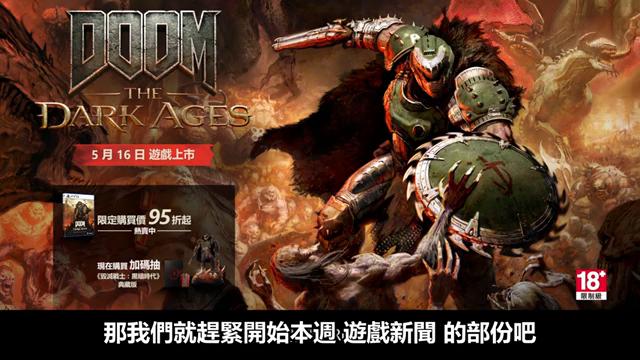 DOOM
THE
DARK AGES
5月16日 遊戲上市
限定購買價 95折起
熱賣中
現在購買 加碼抽
《毀滅戰士：黑暗時代》
典藏版
18+
限制級
那我們就趕緊開始本週 遊戲新聞 的部份吧